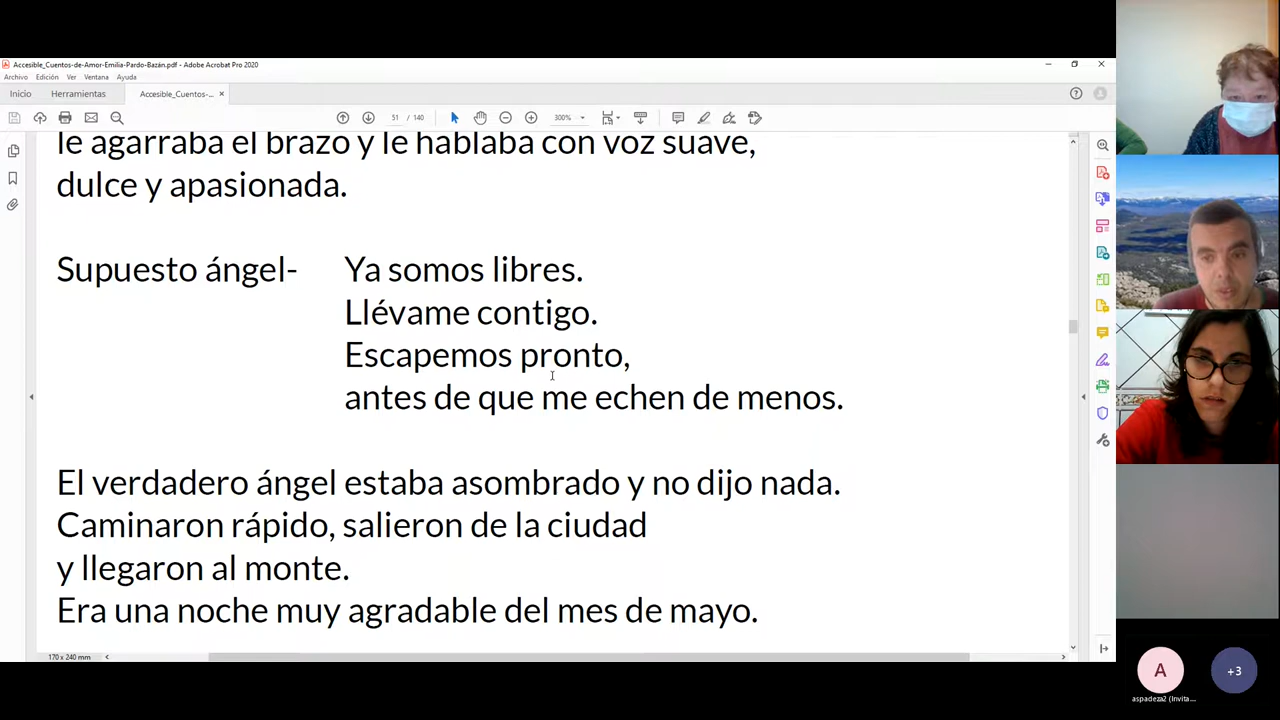 Accesible_Cuentos-de-Amor-Emilia-Pardo-Bazán.pdf - Adobe Acrobat Pro 2020
Archivo Edición Ver Ventana Ayuda
Inicio Herramientas Accesible_Cuentos-...
51 / 140 300%
le agarraba el brazo y le hablaba con voz suave,
dulce y apasionada.
Supuesto ángel- Ya somos libres.
Llévame contigo.
Escapemos pronto,
antes de que me echen de menos.
El verdadero ángel estaba asombrado y no dijo nada.
Caminaron rápido, salieron de la ciudad
y llegaron al monte.
Era una noche muy agradable del mes de mayo.
170 x 240 mm
A +3
aspadeza2 (Invita...